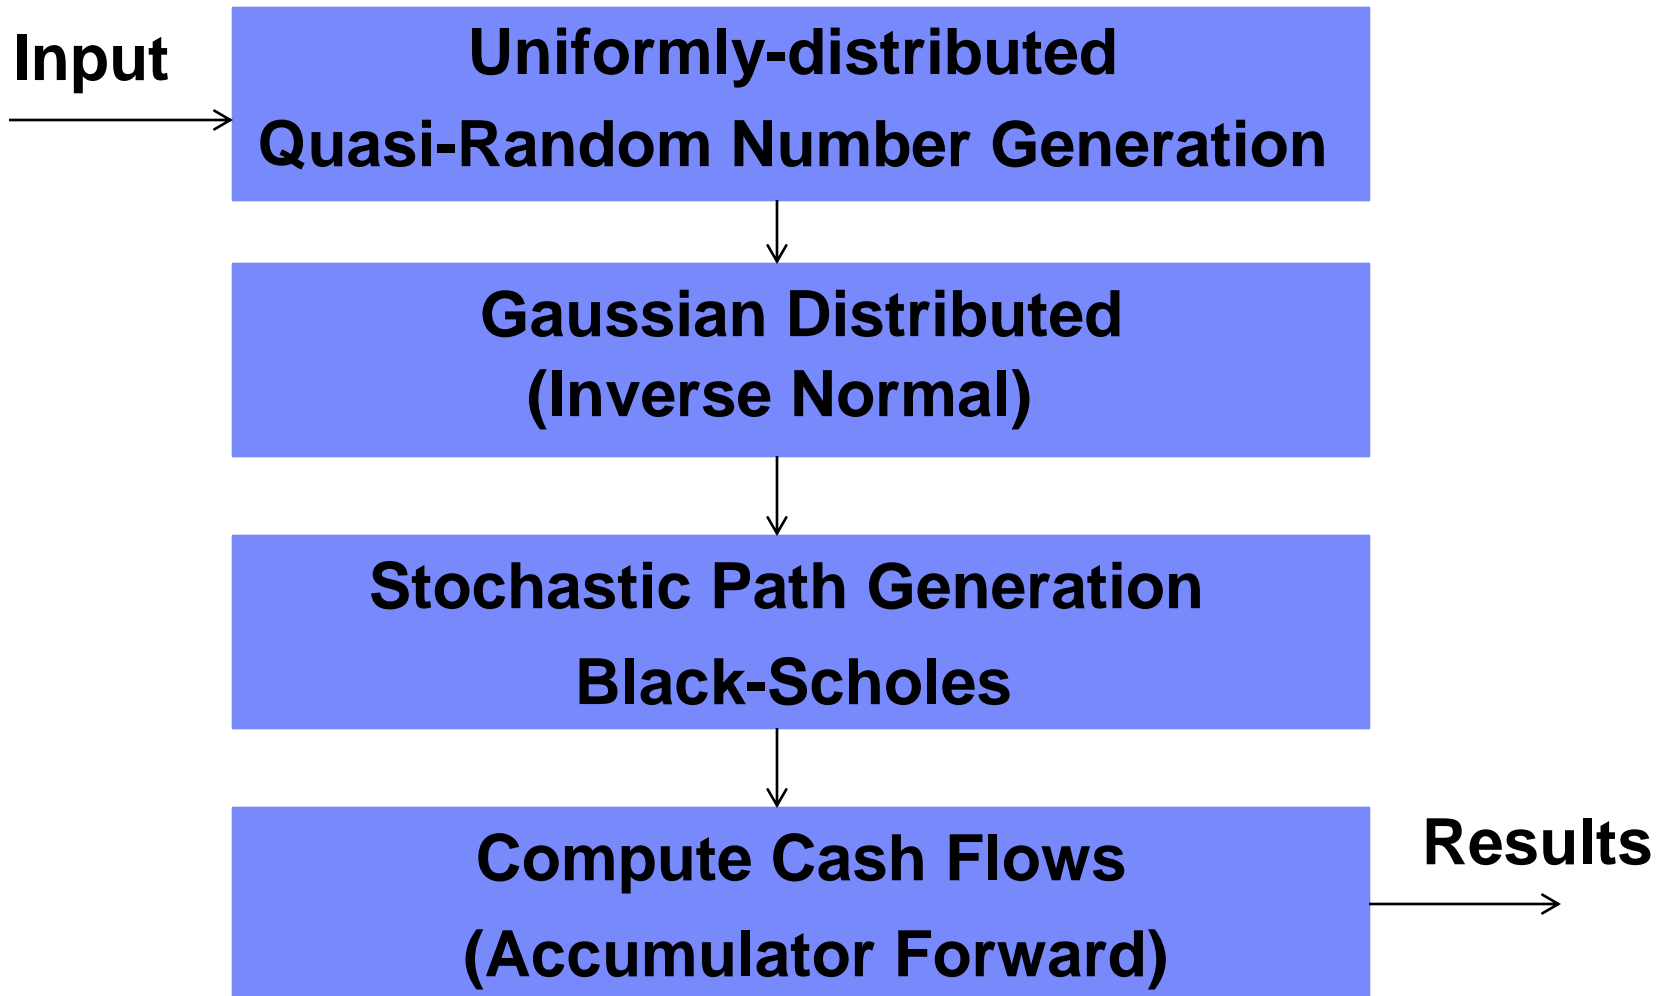 Input
Uniformly-distributed
Quasi-Random Number Generation
Gaussian Distributed
(Inverse Normal)
Stochastic Path Generation
Black-Scholes
Compute Cash Flows
(Accumulator Forward)
Results